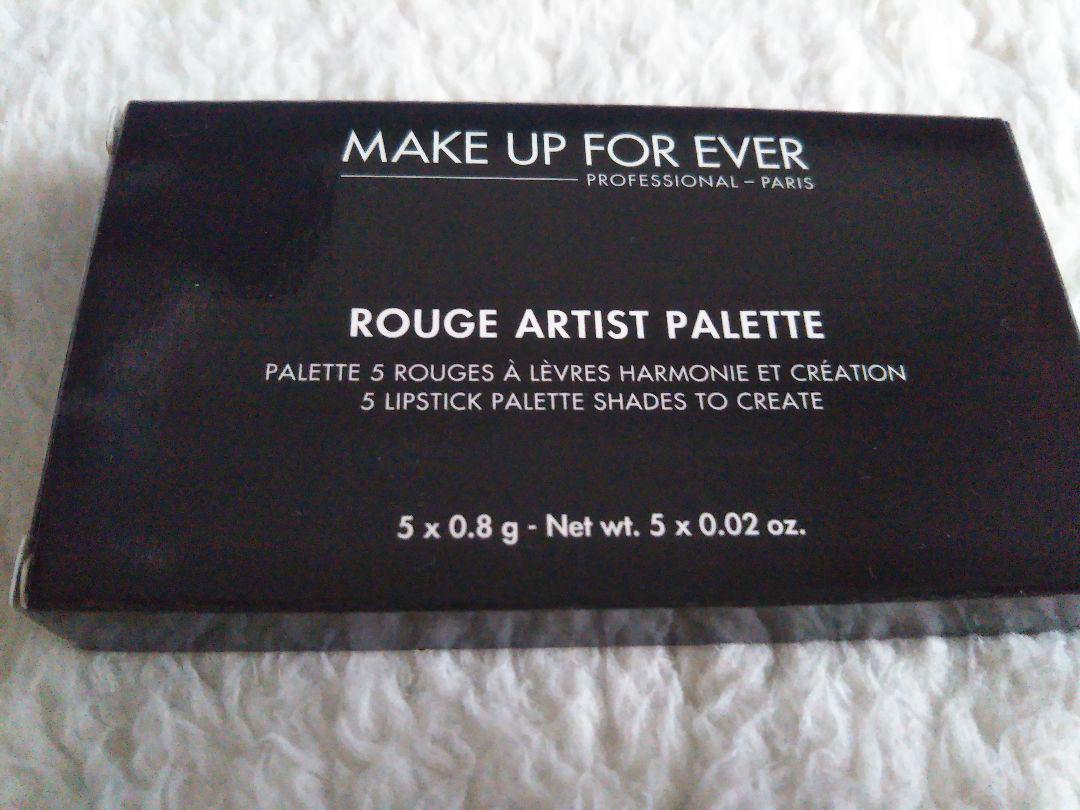 MAKE UP FOR EVER
PROFESSIONAL – PARIS
ROUGE ARTIST PALETTE
PALETTE 5 ROUGES À LÈVRES HARMONIE ET CRÉATION
5 LIPSTICK PALETTE SHADES TO CREATE
5 x 0.8 g - Net wt. 5 x 0.02 oz.